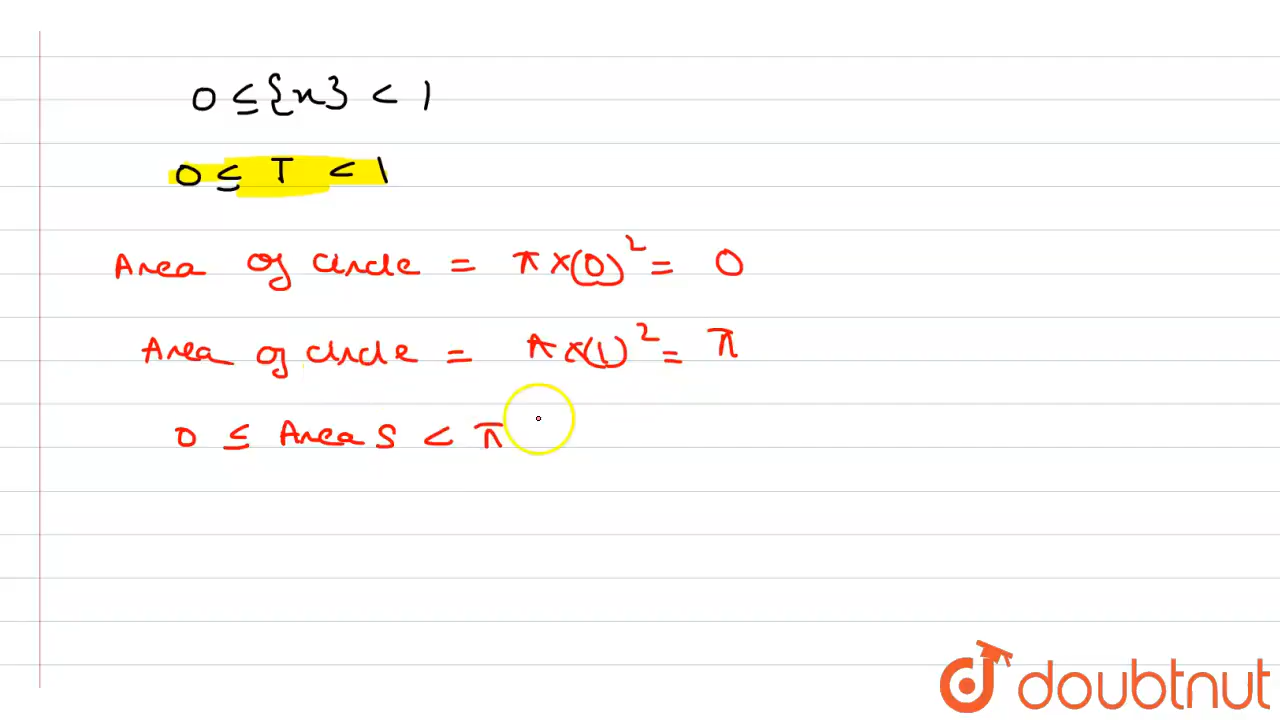 0 ≤ {x} < 1
0 ≤ T < 1
Area of circle = π×(0)² = 0
Area of circle = π×(1)² = π
0 ≤ Area S < π
doubtnut